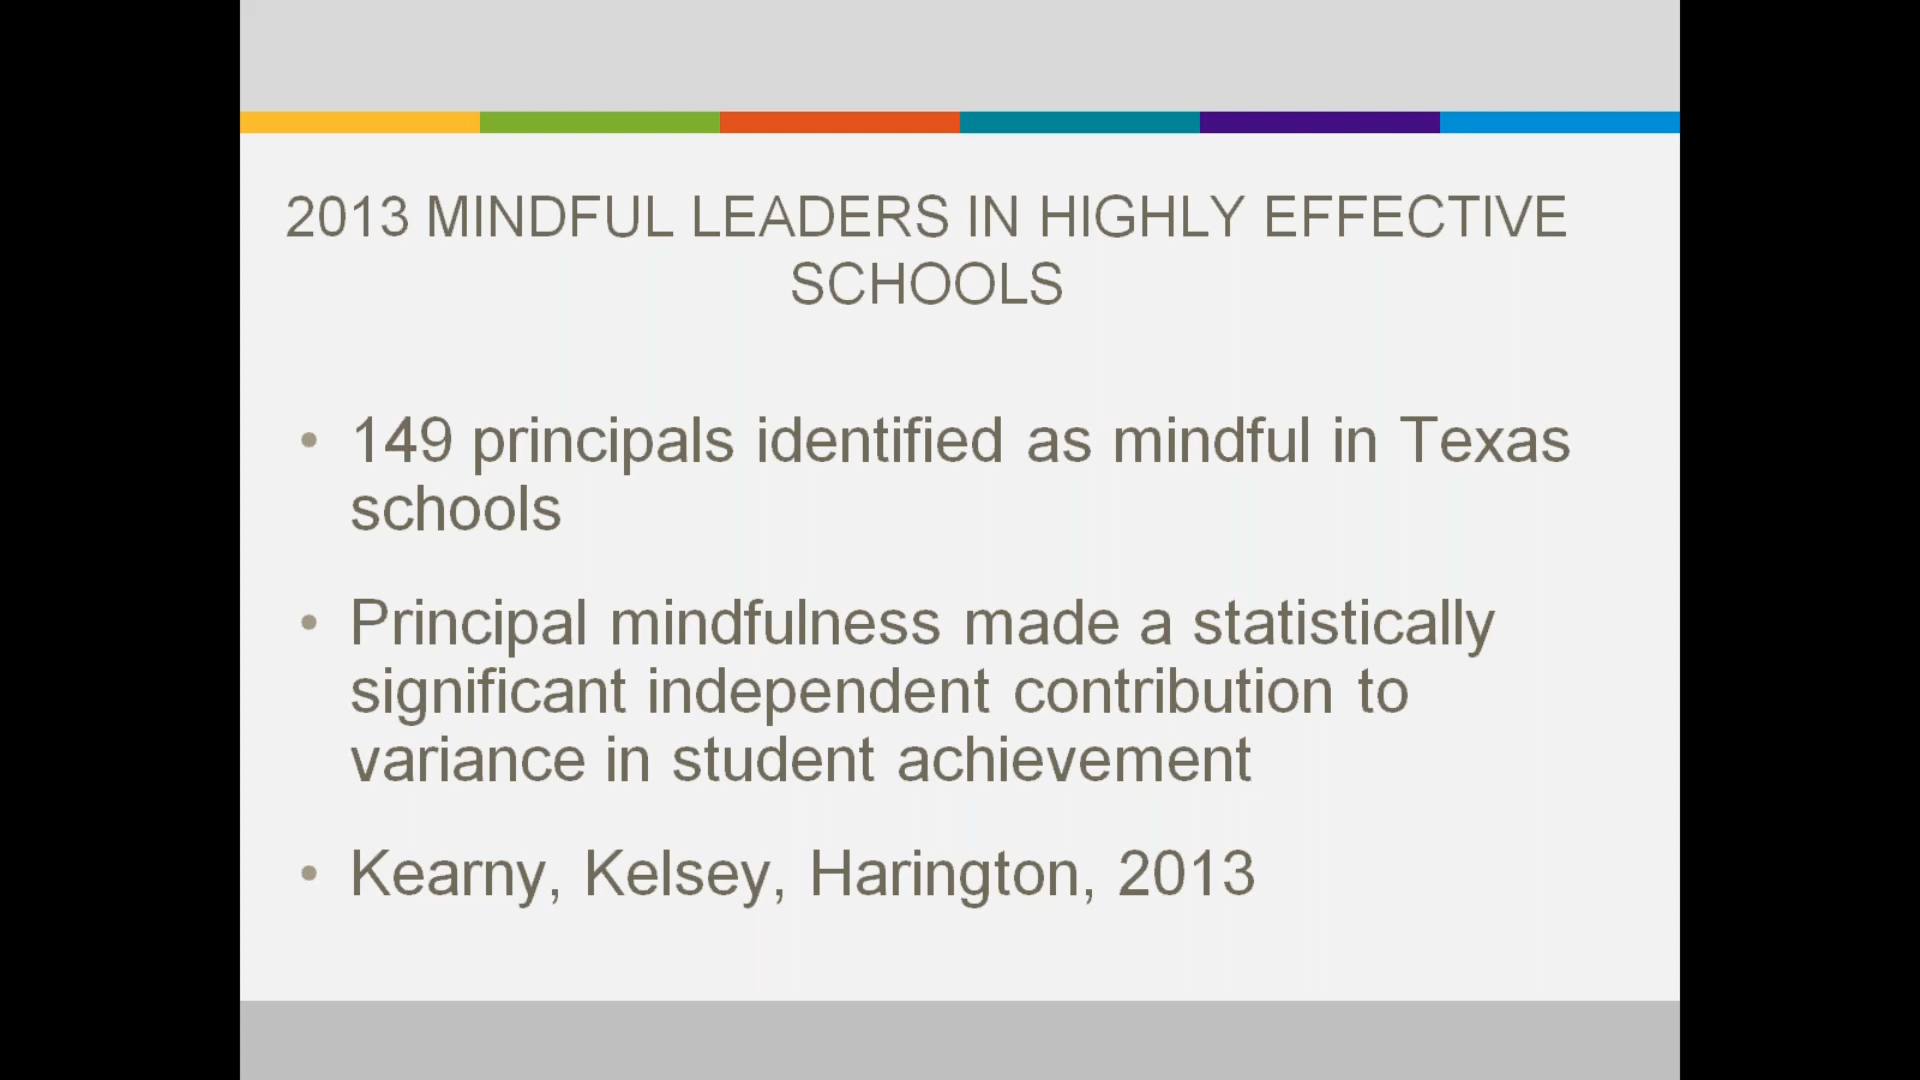 2013 MINDFUL LEADERS IN HIGHLY EFFECTIVE
SCHOOLS
• 149 principals identified as mindful in Texas
schools
• Principal mindfulness made a statistically
significant independent contribution to
variance in student achievement
• Kearny, Kelsey, Harington, 2013